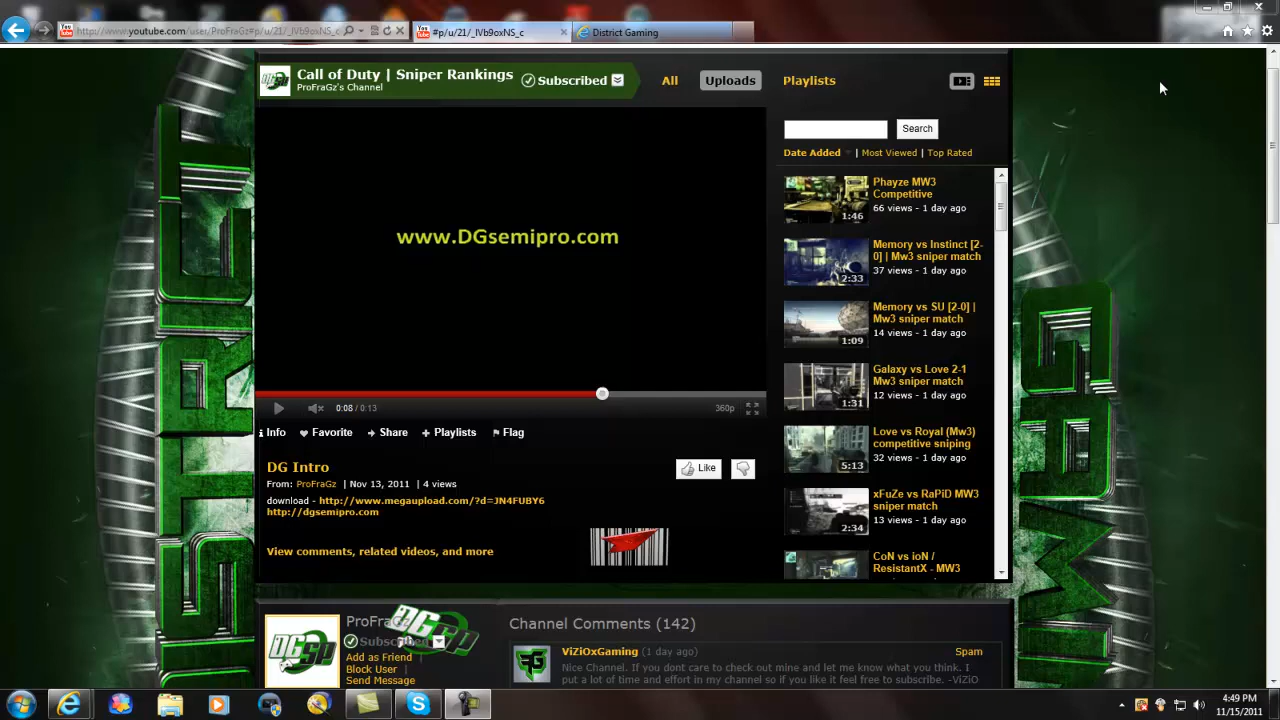 http://www.youtube.com/user/ProFraGz#p/u/21/_IVb9oxNS_c
#p/u/21/_IVb9oxNS_c
District Gaming
Call of Duty | Sniper Rankings
ProFraGz's Channel
Subscribed
All
Uploads
Playlists
Search
Date Added | Most Viewed | Top Rated
www.DGsemipro.com
0:08 / 0:13
360p
Info
Favorite
Share
Playlists
Flag
DG Intro
Like
From: ProFraGz | Nov 13, 2011 | 4 views
download - http://www.megaupload.com/?d=JN4FUBY6
http://dgsemipro.com
View comments, related videos, and more
1:46
Phayze MW3
Competitive
66 views - 1 day ago
2:33
Memory vs Instinct [2-
0] | Mw3 sniper match
37 views - 1 day ago
1:09
Memory vs SU [2-0] |
Mw3 sniper match
14 views - 1 day ago
1:31
Galaxy vs Love 2-1
Mw3 sniper match
12 views - 1 day ago
5:13
Love vs Royal (Mw3)
competitive sniping
32 views - 1 day ago
2:34
xFuZe vs RaPiD MW3
sniper match
13 views - 1 day ago
CoN vs ioN /
ResistantX - MW3
DGSP
ProFraGz
Subscribed
DGSP
Add as Friend
Block User
Send Message
Channel Comments (142)
ViZiOxGaming (1 day ago)
Spam
Nice Channel. If you dont care to check out mine and let me know what you think. I
put a lot of time and effort in my channel so if you like it feel free to subscribe. -ViZiO
4:49 PM
11/15/2011